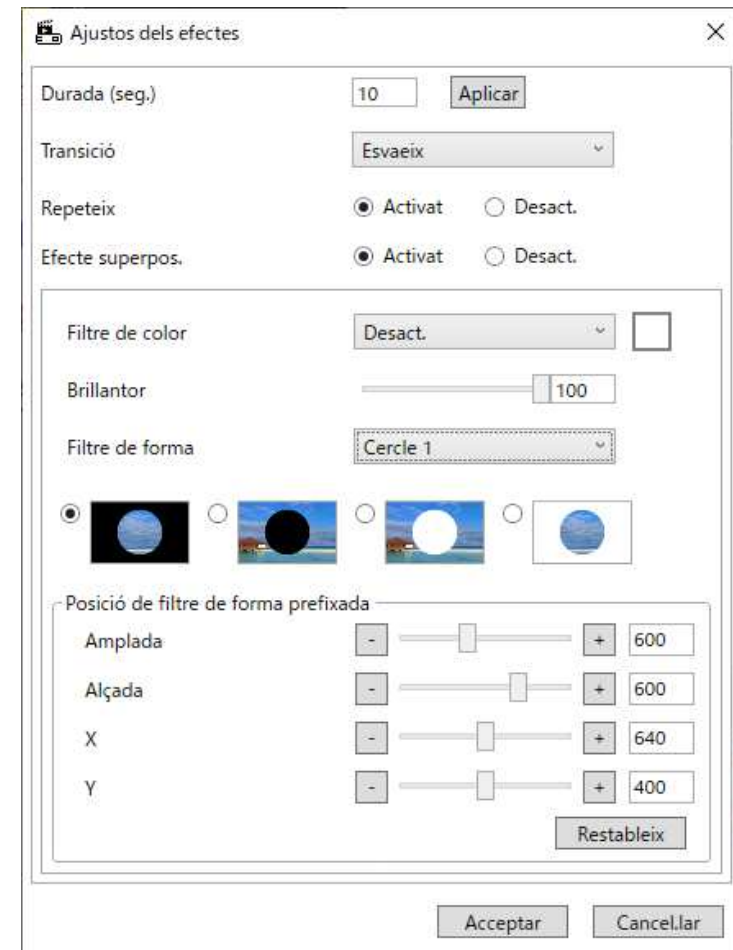 Ajustos dels efectes
Durada (seg.) 10 Aplicar
Transició Esvaeix
Repeteix Activat Desact.
Efecte superpos. Activat Desact.
Filtre de color Desact.
Brillantor 100
Filtre de forma Cercle 1
Posició de filtre de forma prefixada
Amplada - + 600
Alçada - + 600
X - + 640
Y - + 400
Restableix
Acceptar Cancel.lar